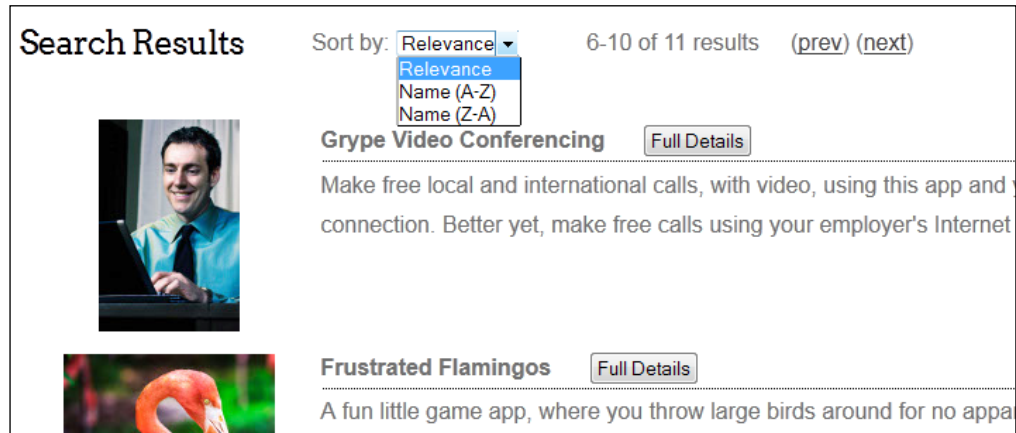 Search Results Sort by: Relevance 6-10 of 11 results (prev) (next)
Relevance
Name (A-Z)
Name (Z-A)
Grype Video Conferencing Full Details
Make free local and international calls, with video, using this app and
connection. Better yet, make free calls using your employer's Internet
Frustrated Flamingos Full Details
A fun little game app, where you throw large birds around for no